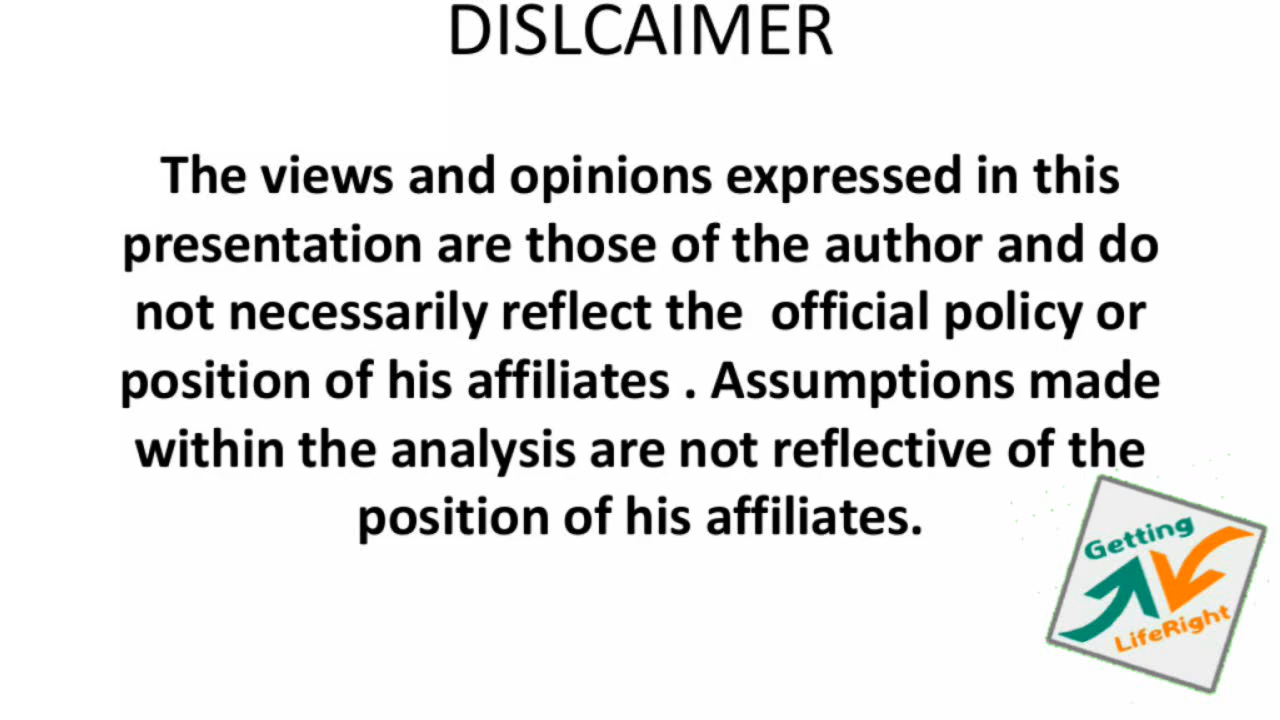 DISLCAIMER
The views and opinions expressed in this
presentation are those of the author and do
not necessarily reflect the  official policy or
position of his affiliates . Assumptions made
within the analysis are not reflective of the
position of his affiliates.
Getting
LifeRight